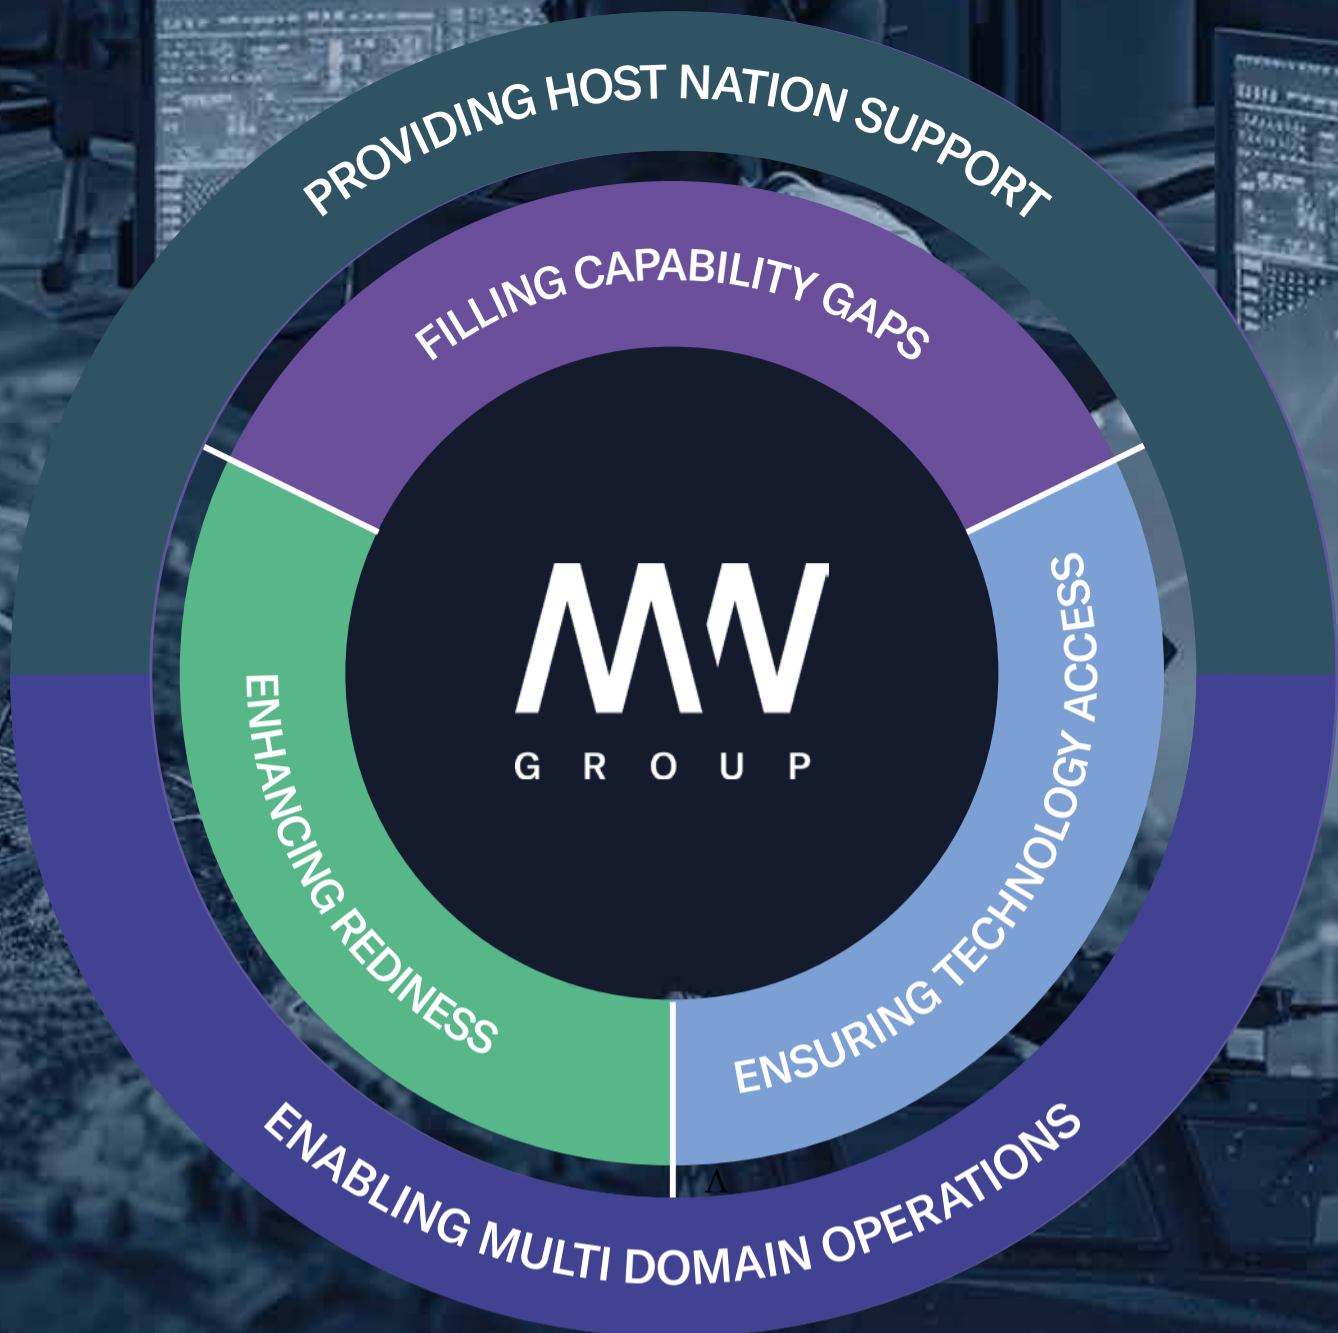 PROVIDING HOST NATION SUPPORT
FILLING CAPABILITY GAPS
MW
GROUP
ENSURING TECHNOLOGY ACCESS
ENHANCING REDINESS
Λ
ENABLING MULTI DOMAIN OPERATIONS